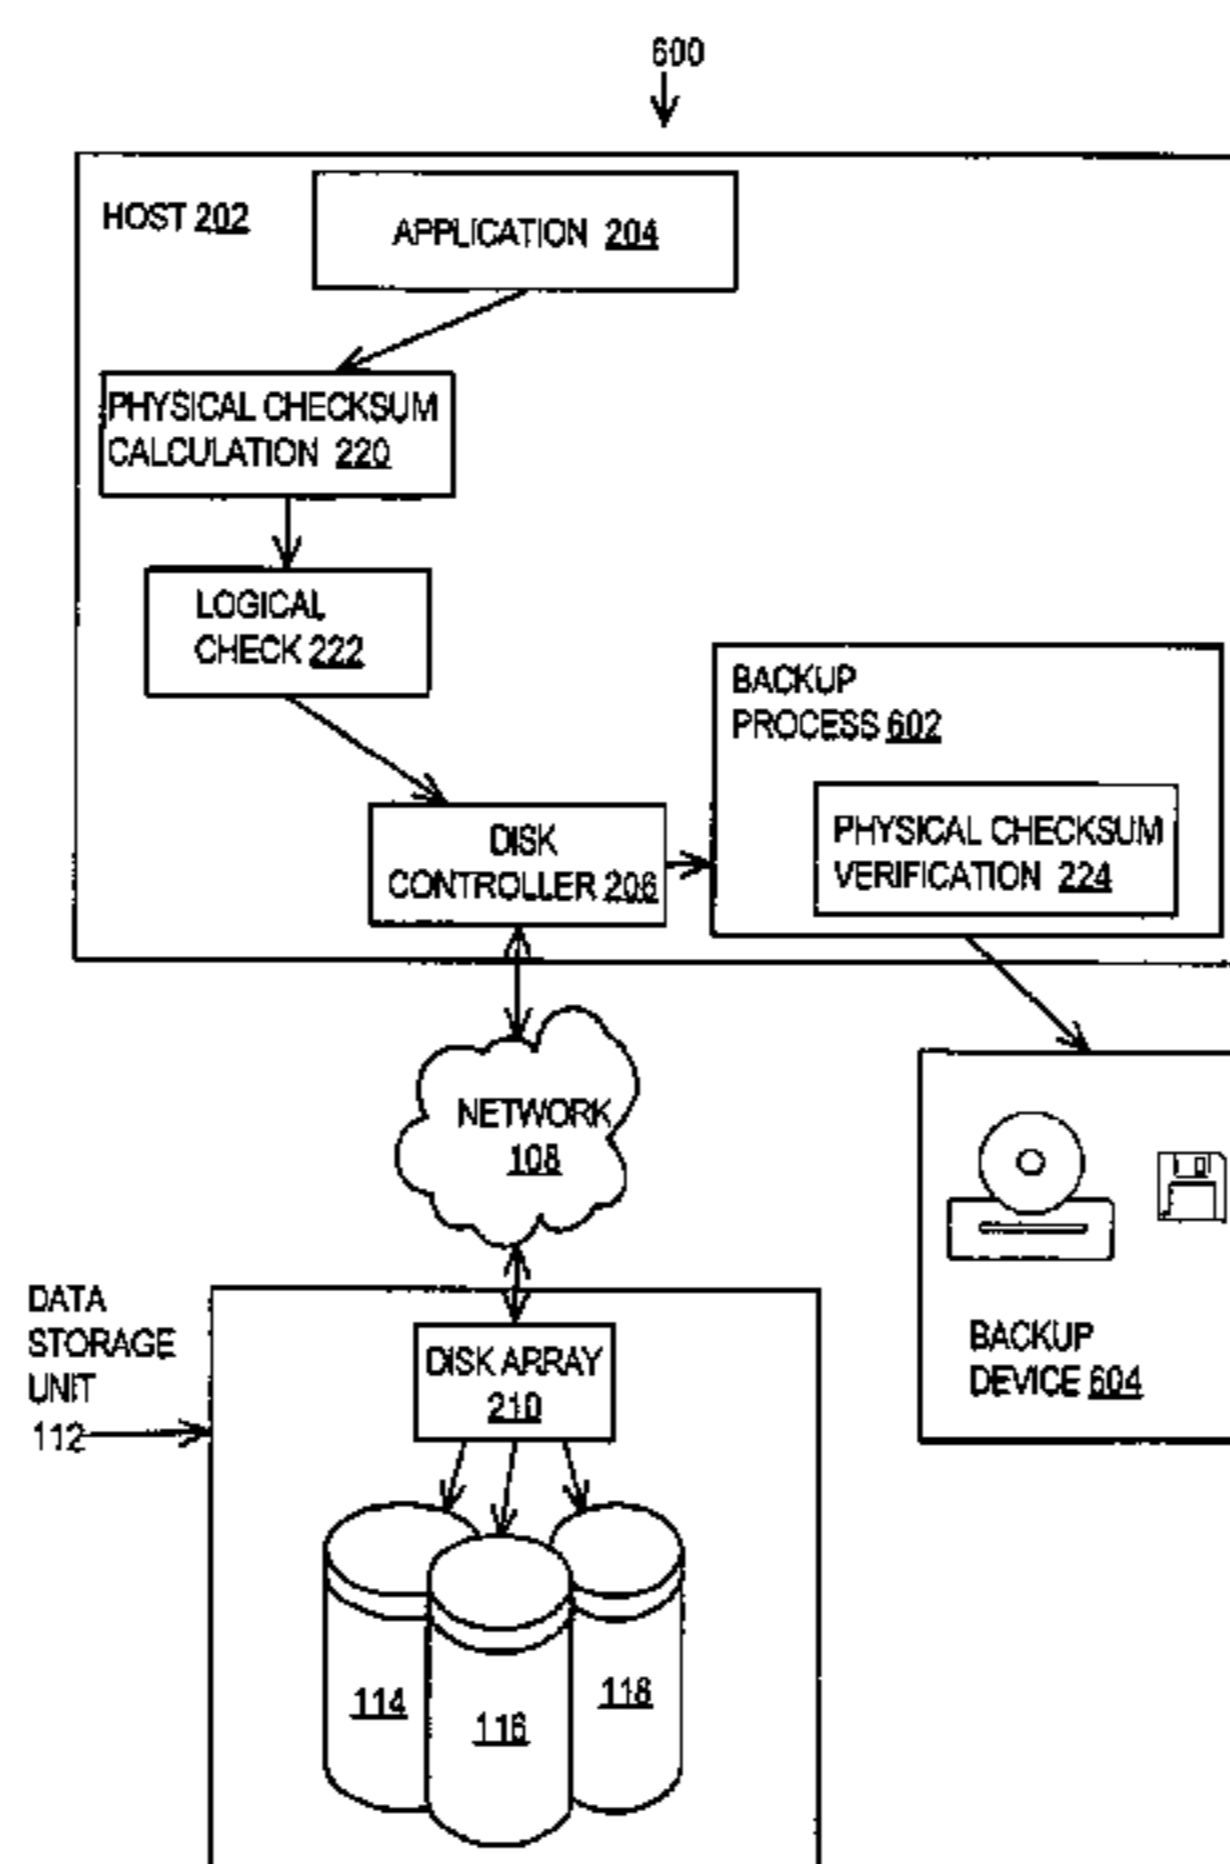 600
HOST 202
APPLICATION 204
PHYSICAL CHECKSUM
CALCULATION 220
LOGICAL
CHECK 222
BACKUP
PROCESS 602
PHYSICAL CHECKSUM
VERIFICATION 224
DISK
CONTROLLER 206
NETWORK
108
DATA
STORAGE
UNIT
112
DISK ARRAY
210
BACKUP
DEVICE 604
114
116
118